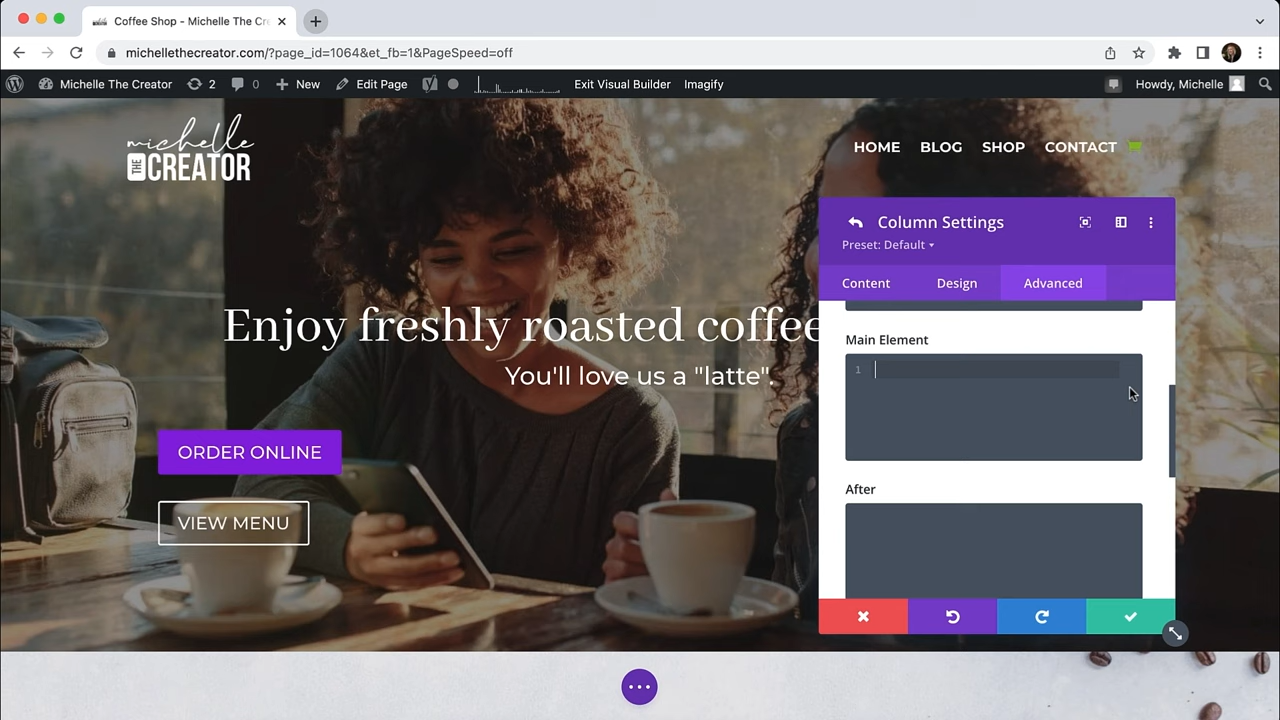 Coffee Shop - Michelle The Cr
michellethecreator.com/?page_id=1064&et_fb=1&PageSpeed=off
Michelle The Creator 2 0 New Edit Page Exit Visual Builder Imagify Howdy, Michelle
michelle
THE CREATOR
HOME BLOG SHOP CONTACT
Column Settings
Preset: Default
Content Design Advanced
Main Element
1
After
Enjoy freshly roasted coffee
You'll love us a "latte".
ORDER ONLINE
VIEW MENU